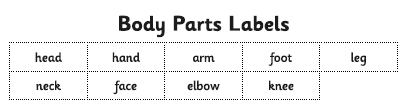 Body Parts Labels
head hand arm foot leg
neck face elbow knee